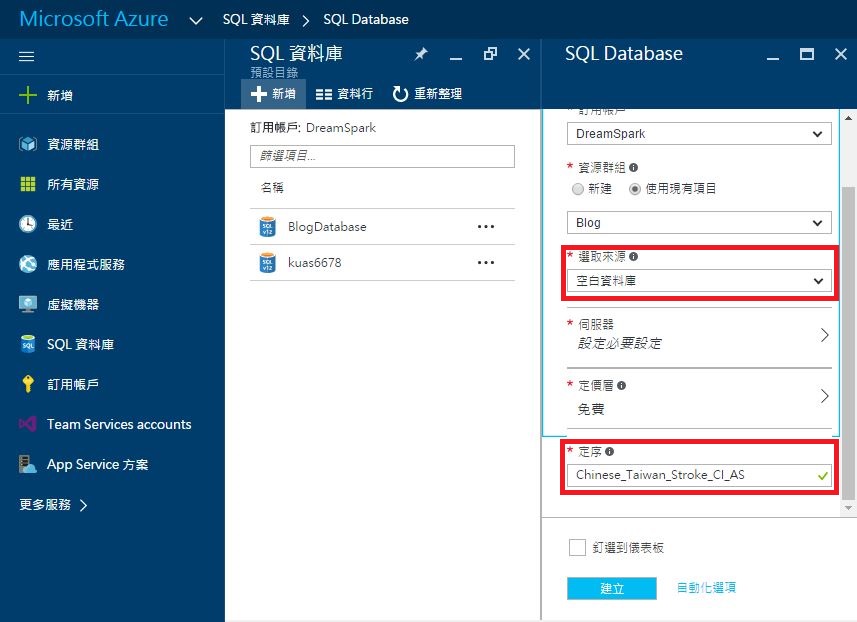 Microsoft Azure
SQL 資料庫
SQL Database
新增
資源群組
所有資源
最近
應用程式服務
虛擬機器
SQL 資料庫
訂用帳戶
Team Services accounts
App Service 方案
更多服務
SQL 資料庫
預設目錄
新增
資料行
重新整理
訂用帳戶: DreamSpark
篩選項目...
名稱
BlogDatabase
kuas6678
SQL Database
* 訂用帳戶
DreamSpark
* 資源群組
新建
使用現有項目
Blog
* 選取來源
空白資料庫
* 伺服器
設定必要設定
* 定價層
免費
* 定序
Chinese_Taiwan_Stroke_CI_AS
釘選到儀表板
建立
自動化選項